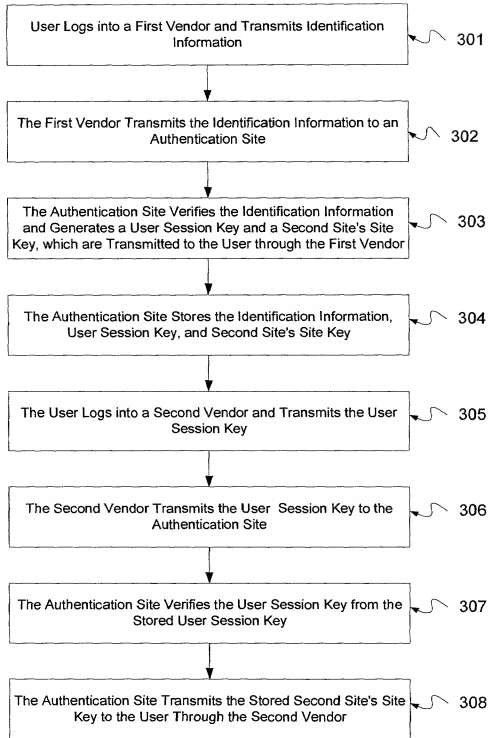 User Logs into a First Vendor and Transmits Identification
Information
301
The First Vendor Transmits the Identification Information to an
Authentication Site
302
The Authentication Site Verifies the Identification Information
and Generates a User Session Key and a Second Site's Site
Key, which are Transmitted to the User through the First Vendor
303
The Authentication Site Stores the Identification Information,
User Session Key, and Second Site's Site Key
304
The User Logs into a Second Vendor and Transmits the User
Session Key
305
The Second Vendor Transmits the User Session Key to the
Authentication Site
306
The Authentication Site Verifies the User Session Key from the
Stored User Session Key
307
The Authentication Site Transmits the Stored Second Site's Site
Key to the User Through the Second Vendor
308